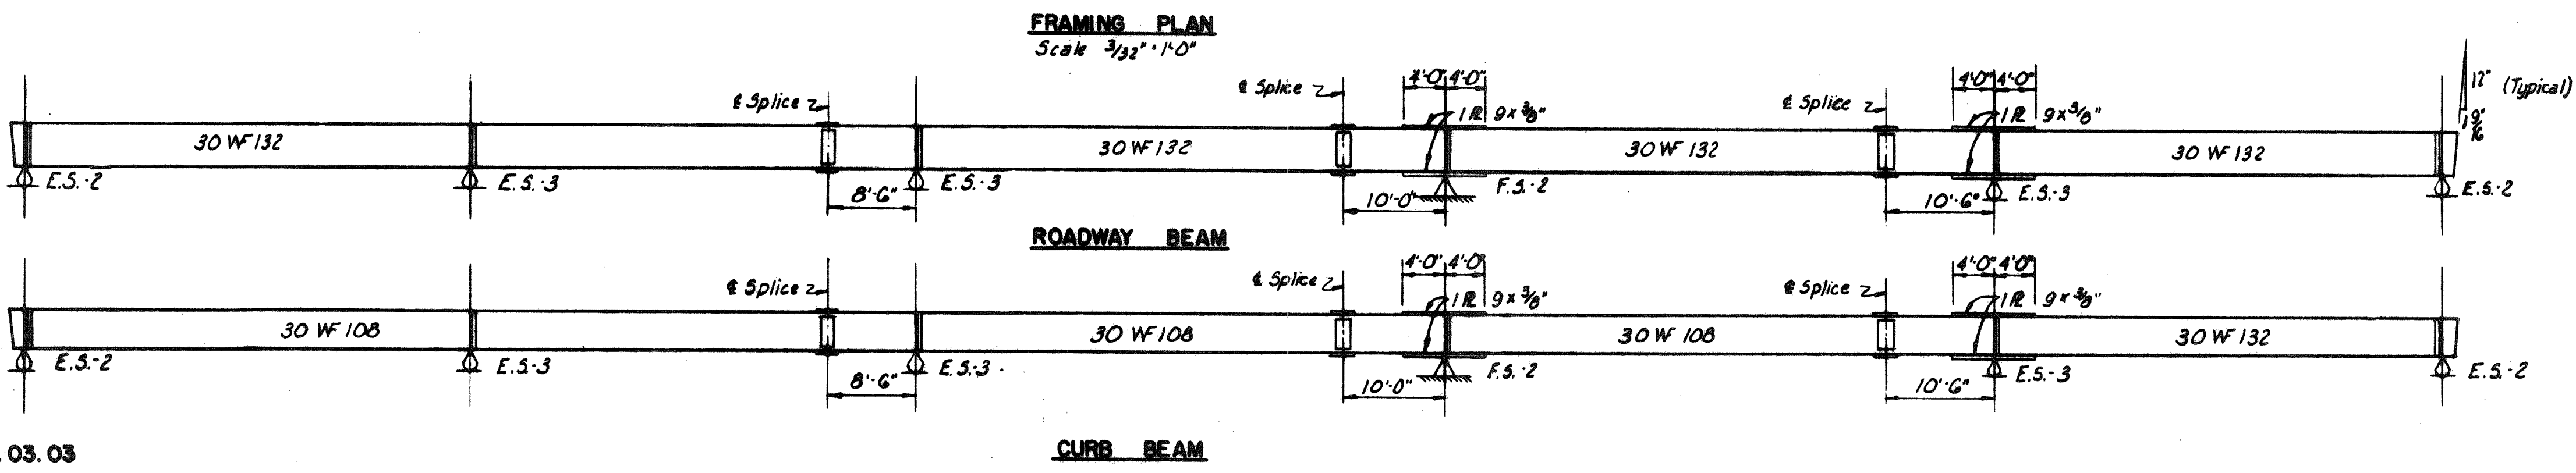 FRAMING PLAN
Scale 3/32" = 1'-0"
℄ Splice
℄ Splice
4'-0" 4'-0"
1 PL 9 x 3/8"
℄ Splice
4'-0" 4'-0"
1 PL 9 x 3/8"
12" (Typical)
1 9/16"
30 WF 132
30 WF 132
30 WF 132
30 WF 132
E.S.-2
E.S.-3
8'-6"
E.S.-3
10'-0"
F.S.-2
10'-6"
E.S.-3
E.S.-2
ROADWAY BEAM
℄ Splice
℄ Splice
4'-0" 4'-0"
1 PL 9 x 3/8"
℄ Splice
4'-0" 4'-0"
1 PL 9 x 3/8"
30 WF 108
30 WF 108
30 WF 108
30 WF 132
E.S.-2
E.S.-3
8'-6"
E.S.-3
10'-0"
F.S.-2
10'-6"
E.S.-3
E.S.-2
CURB BEAM
.03.03